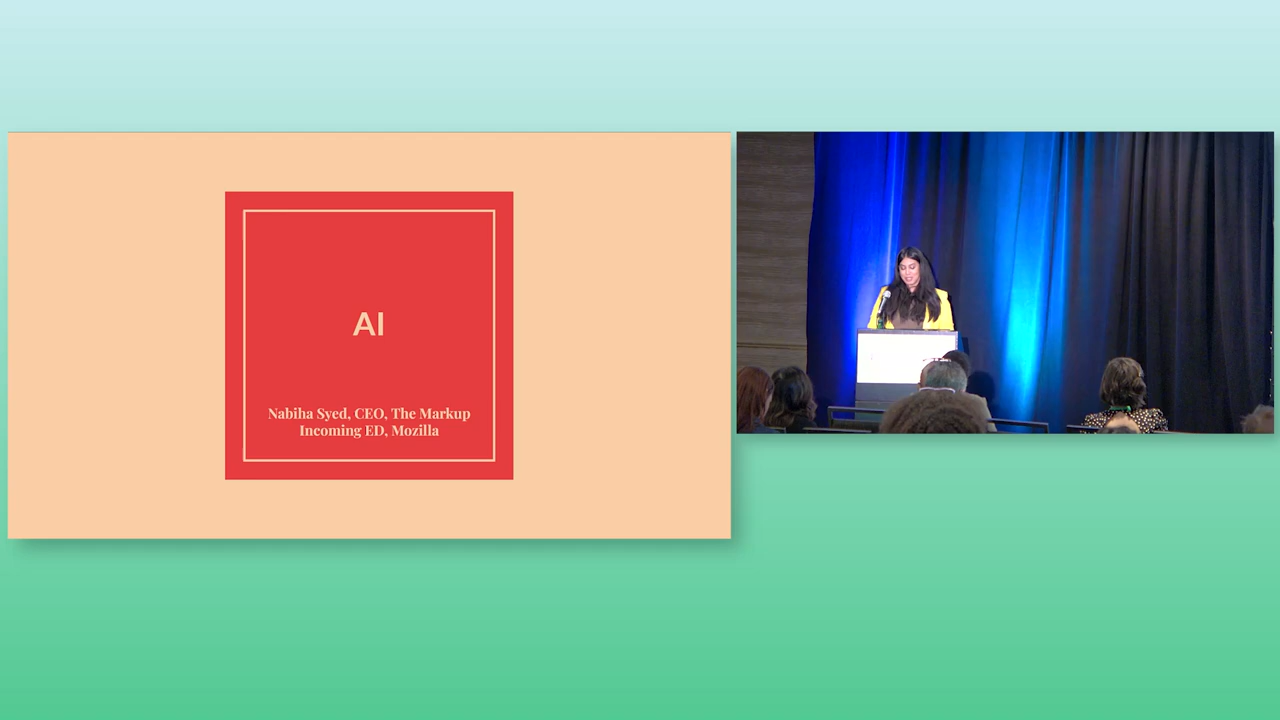 AI
Nabiha Syed, CEO, The Markup
Incoming ED, Mozilla